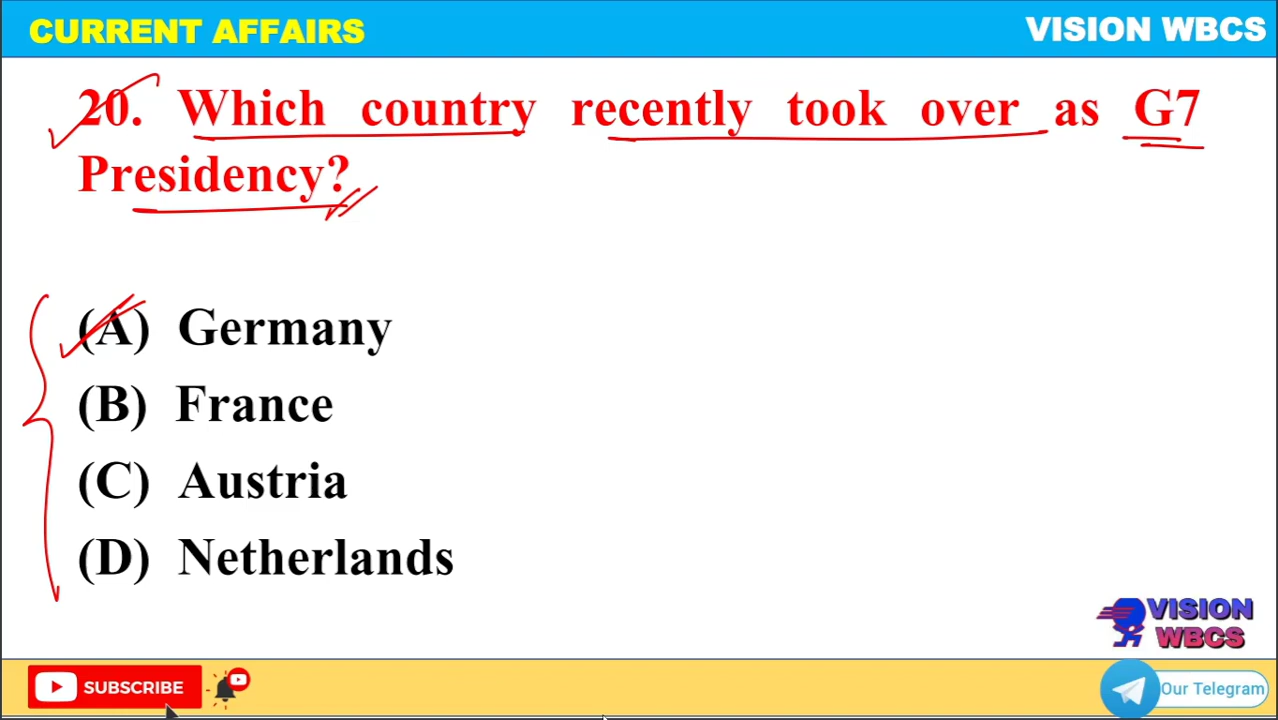 CURRENT AFFAIRS
VISION WBCS
20. Which country recently took over as G7
Presidency?
(A) Germany
(B) France
(C) Austria
(D) Netherlands
VISION
WBCS
SUBSCRIBE
Our Telegram